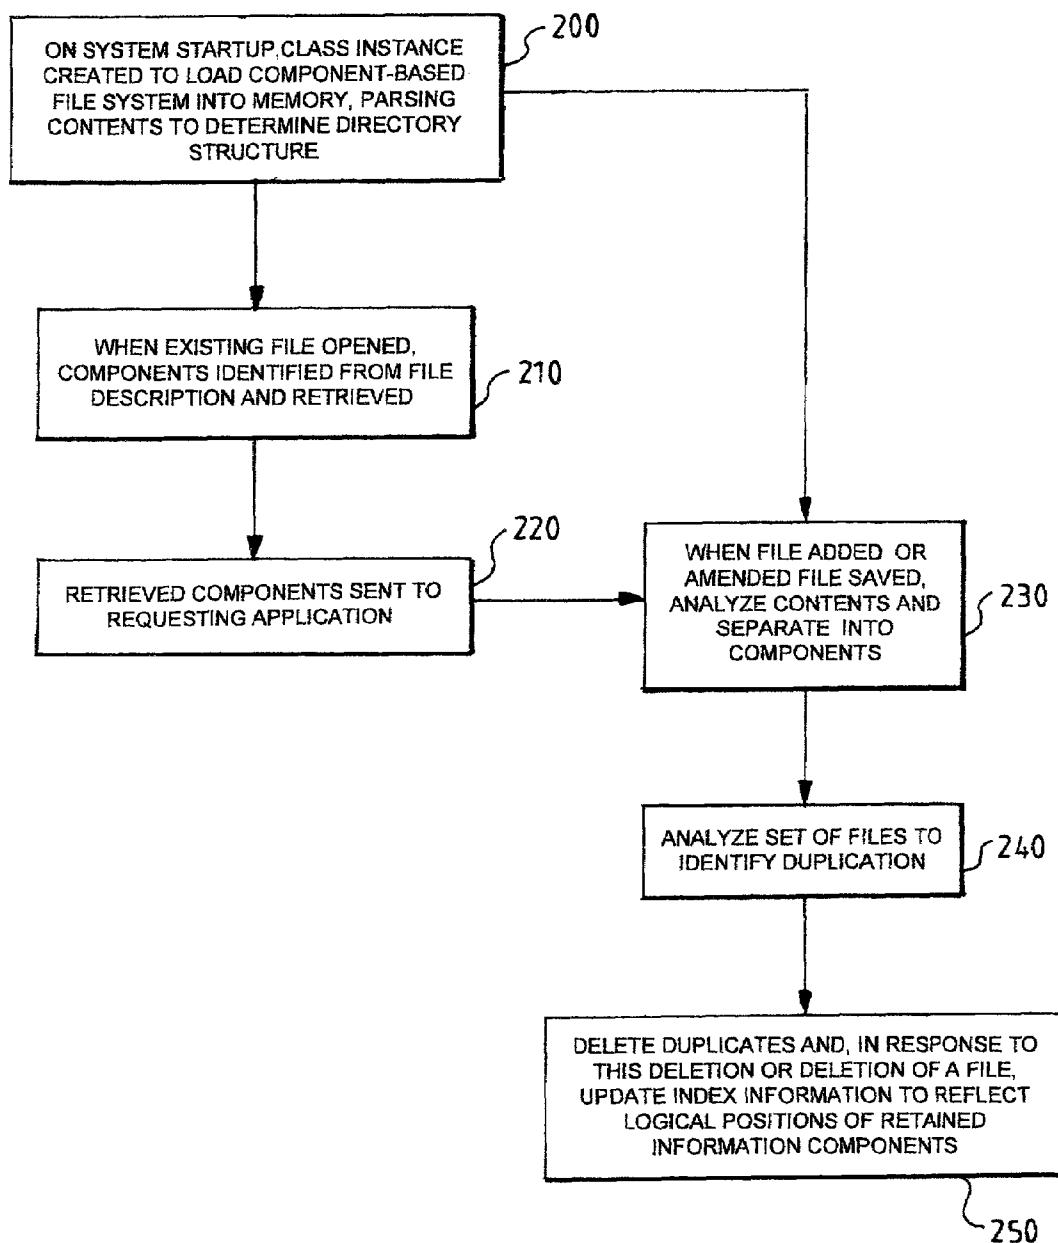 ON SYSTEM STARTUP, CLASS INSTANCE
CREATED TO LOAD COMPONENT-BASED
FILE SYSTEM INTO MEMORY, PARSING
CONTENTS TO DETERMINE DIRECTORY
STRUCTURE
200
WHEN EXISTING FILE OPENED,
COMPONENTS IDENTIFIED FROM FILE
DESCRIPTION AND RETRIEVED
210
RETRIEVED COMPONENTS SENT TO
REQUESTING APPLICATION
220
WHEN FILE ADDED OR
AMENDED FILE SAVED,
ANALYZE CONTENTS AND
SEPARATE INTO
COMPONENTS
230
ANALYZE SET OF FILES TO
IDENTIFY DUPLICATION
240
DELETE DUPLICATES AND, IN RESPONSE TO
THIS DELETION OR DELETION OF A FILE,
UPDATE INDEX INFORMATION TO REFLECT
LOGICAL POSITIONS OF RETAINED
INFORMATION COMPONENTS
250